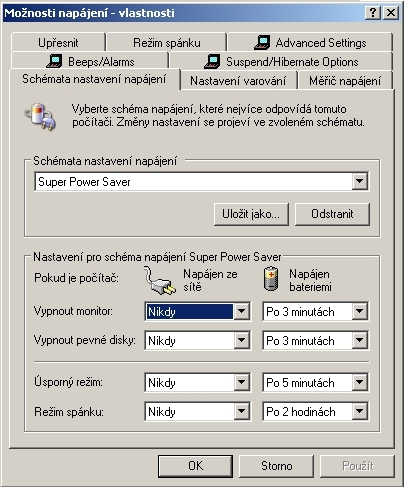 Možnosti napájení - vlastnosti
Upřesnit Režim spánku Advanced Settings
Beeps/Alarms Suspend/Hibernate Options
Schémata nastavení napájení Nastavení varování Měřič napájení
Vyberte schéma napájení, které nejvíce odpovídá tomuto
počítači. Změny nastavení se projeví ve zvoleném schématu.
Schémata nastavení napájení
Super Power Saver
Uložit jako... Odstranit
Nastavení pro schéma napájení Super Power Saver
Pokud je počítač: Napájen ze sítě Napájen bateriemi
Vypnout monitor: Nikdy Po 3 minutách
Vypnout pevné disky: Nikdy Po 3 minutách
Úsporný režim: Nikdy Po 5 minutách
Režim spánku: Nikdy Po 2 hodinách
OK Storno Použít